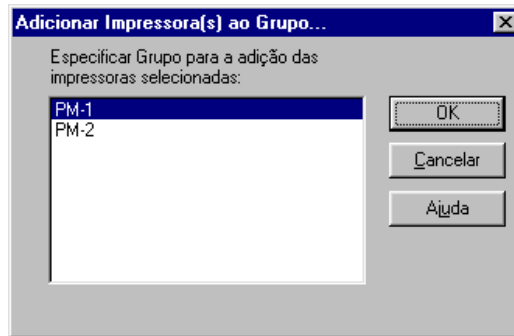 Adicionar Impressora(s) ao Grupo...
Especificar Grupo para a adição das
impressoras selecionadas:
PM-1
PM-2
OK
Cancelar
Ajuda